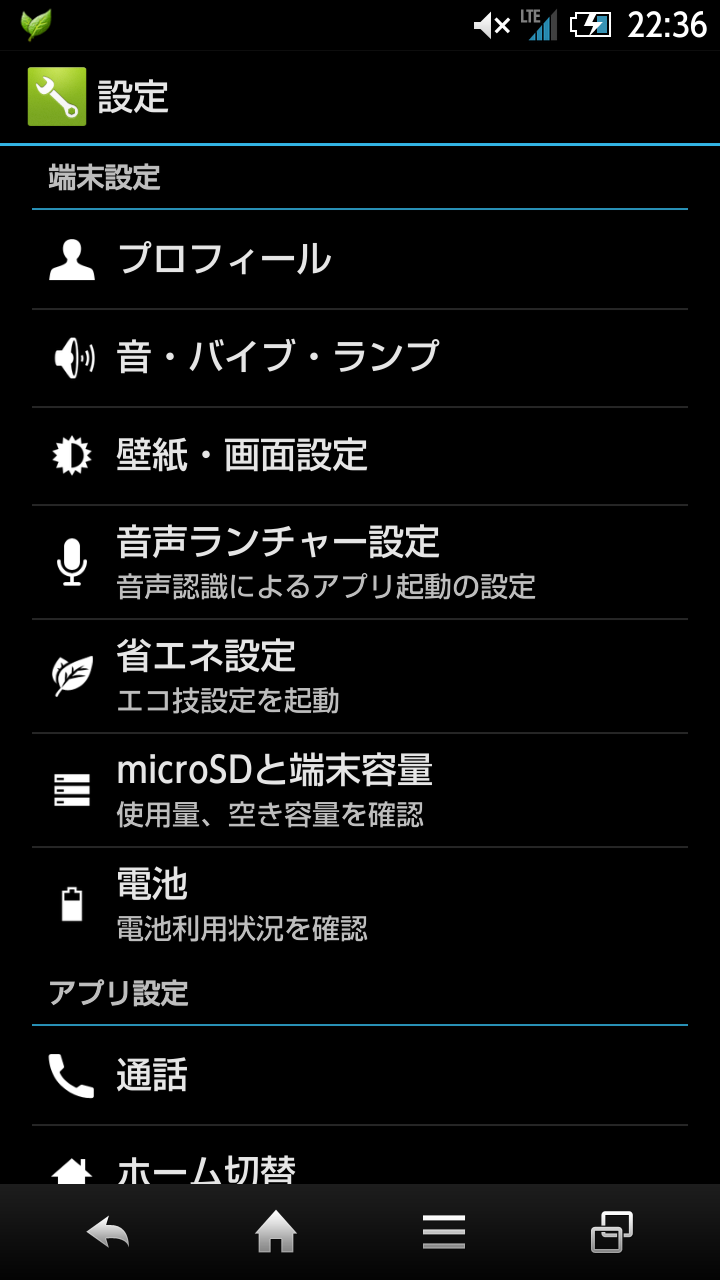 LTE 22:36
設定
端末設定
プロフィール
音・バイブ・ランプ
壁紙・画面設定
音声ランチャー設定
音声認識によるアプリ起動の設定
省エネ設定
エコ技設定を起動
microSDと端末容量
使用量、空き容量を確認
電池
電池利用状況を確認
アプリ設定
通話
ホーム切替